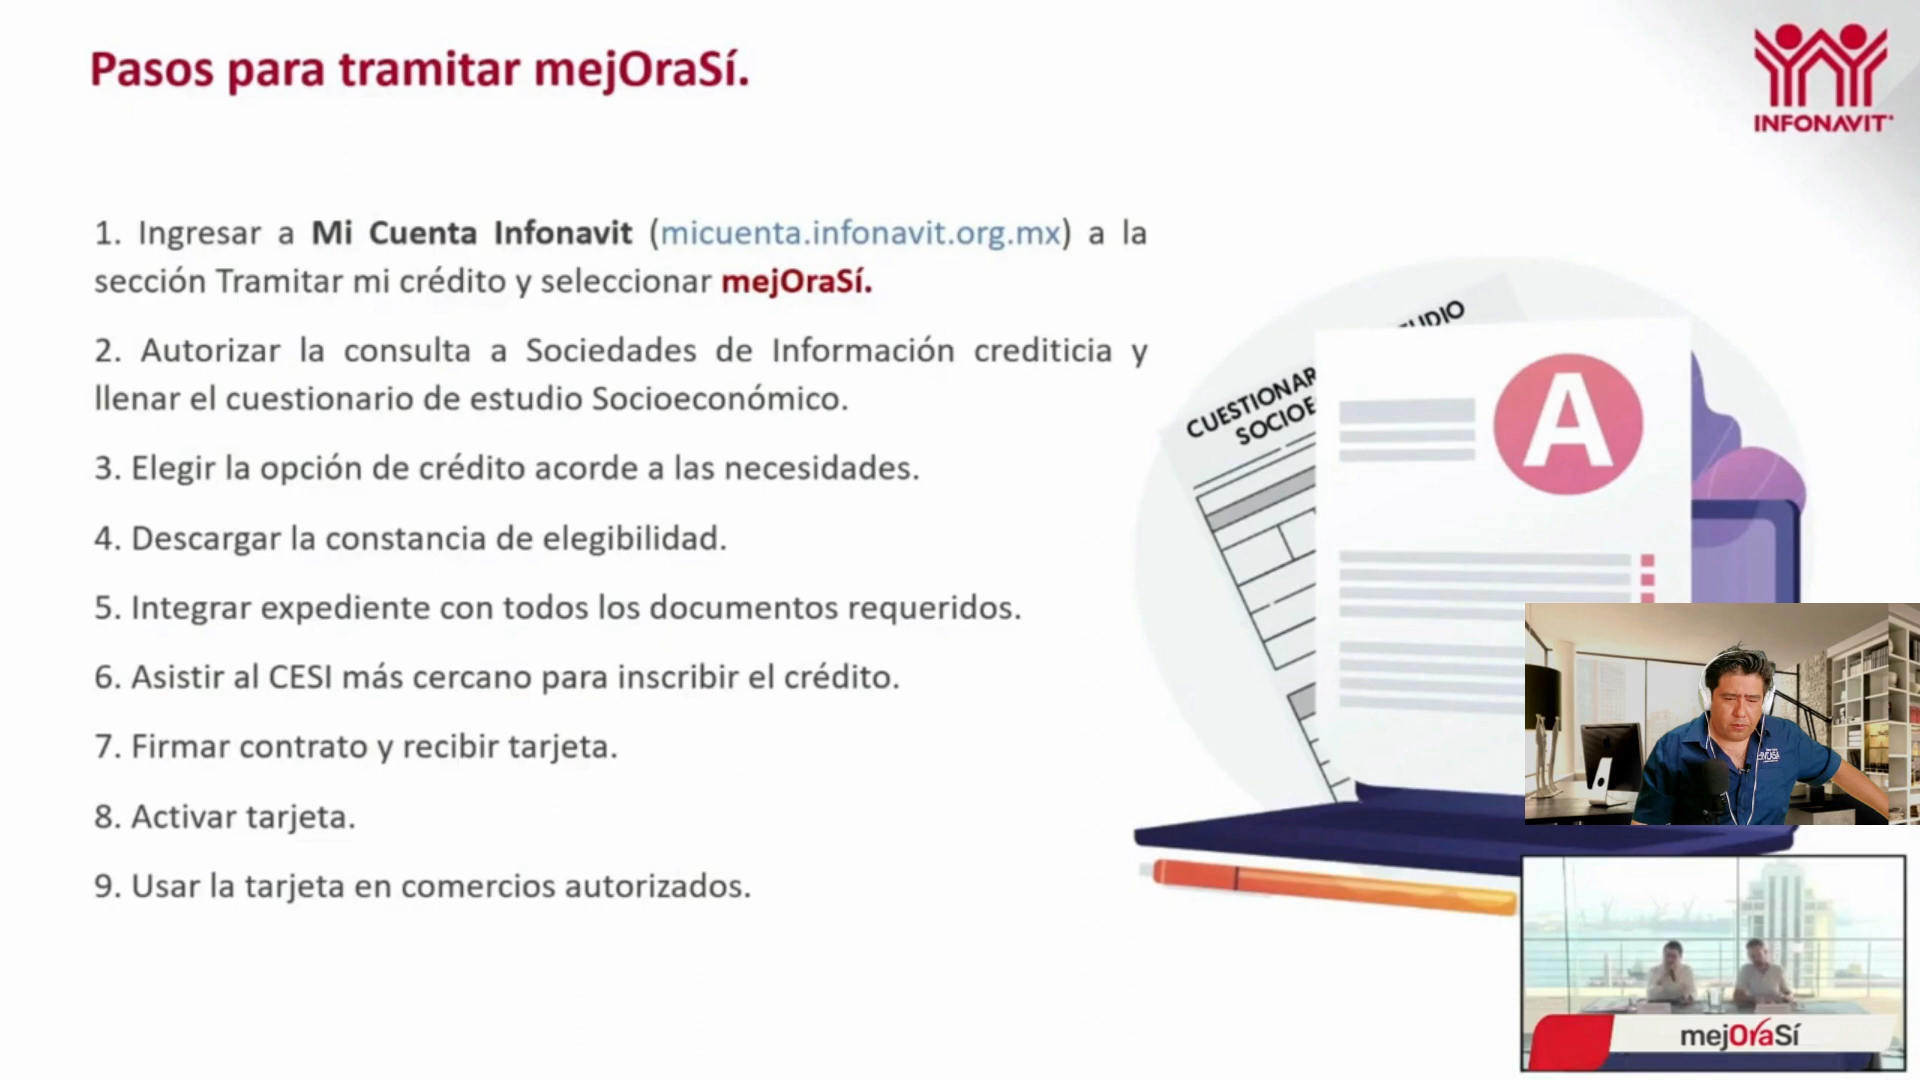 Pasos para tramitar mejOraSí.
INFONAVIT
1. Ingresar a Mi Cuenta Infonavit (micuenta.infonavit.org.mx) a la
sección Tramitar mi crédito y seleccionar mejOraSí.
2. Autorizar la consulta a Sociedades de Información crediticia y
llenar el cuestionario de estudio Socioeconómico.
3. Elegir la opción de crédito acorde a las necesidades.
4. Descargar la constancia de elegibilidad.
5. Integrar expediente con todos los documentos requeridos.
6. Asistir al CESI más cercano para inscribir el crédito.
7. Firmar contrato y recibir tarjeta.
8. Activar tarjeta.
9. Usar la tarjeta en comercios autorizados.
UDIO
CUESTIONAR
SOCIOE
A
mejOraSí